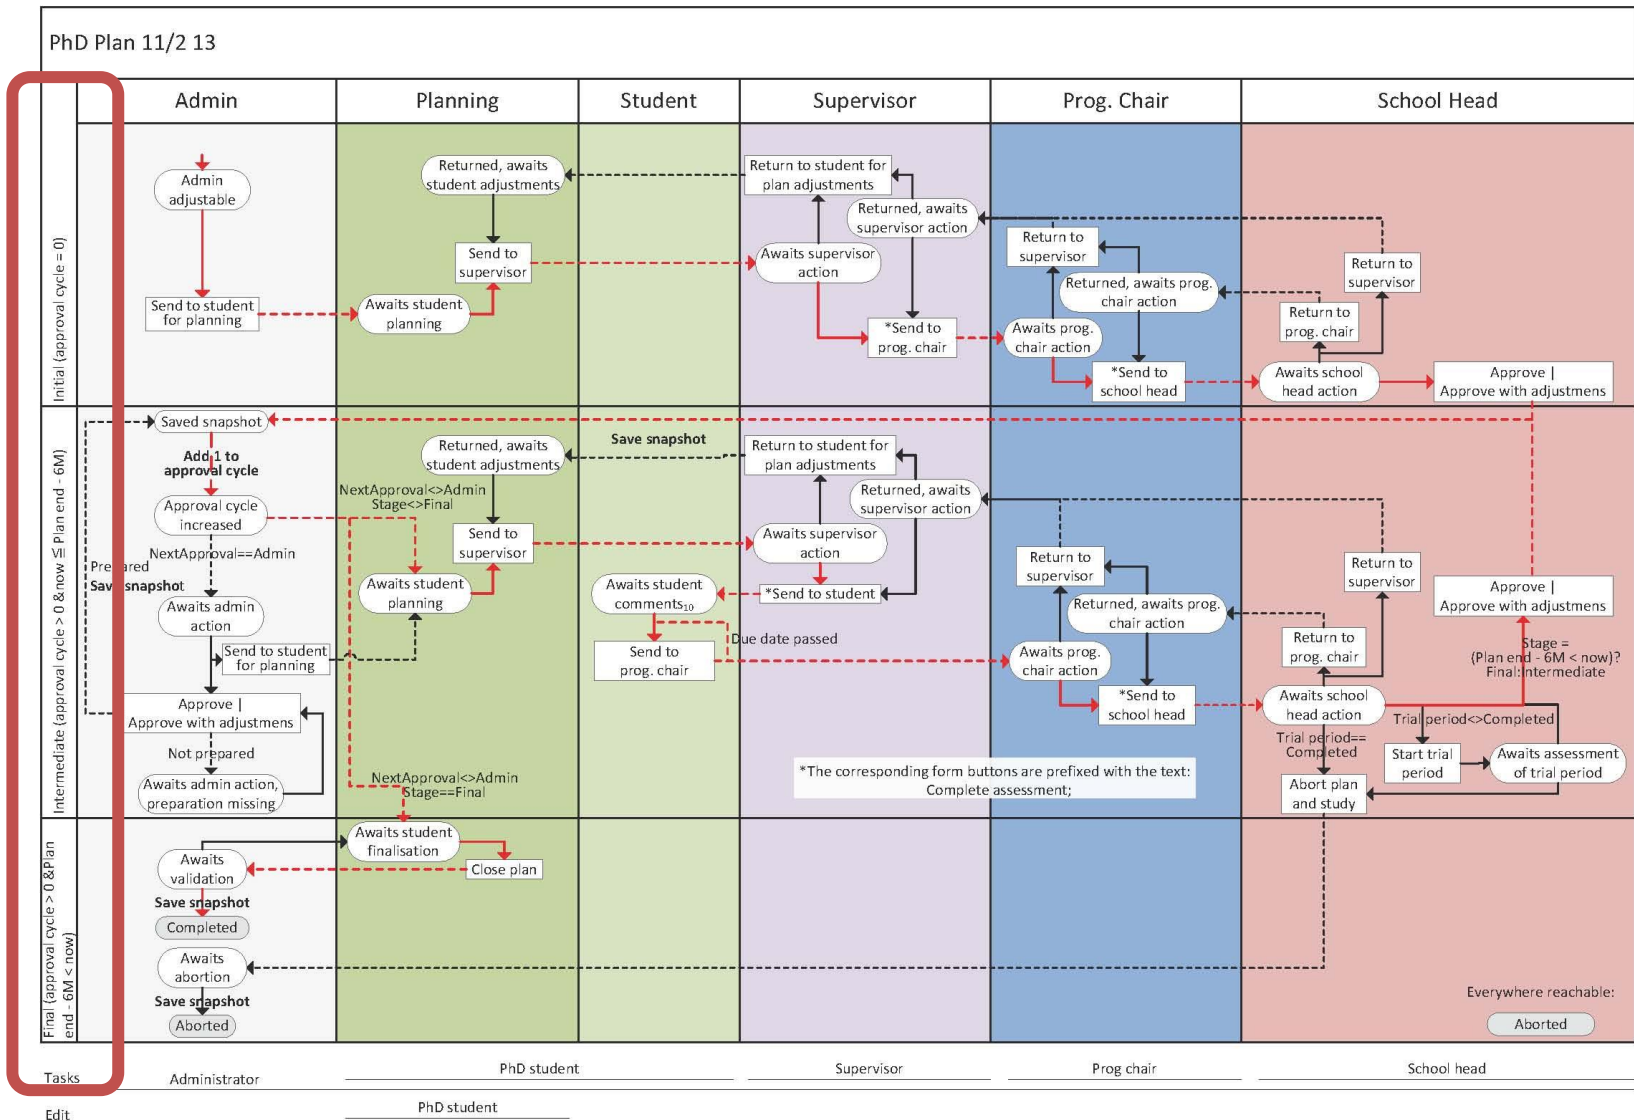 PhD Plan 11/2 13
Admin
Planning
Student
Supervisor
Prog. Chair
School Head
Initial (approval cycle = 0)
Admin
adjustable
Send to student
for planning
Returned, awaits
student adjustments
Send to
supervisor
Awaits student
planning
Return to student for
plan adjustments
Returned, awaits
supervisor action
Awaits supervisor
action
*Send to
prog. chair
Return to
supervisor
Returned, awaits prog.
chair action
Awaits prog.
chair action
*Send to
school head
Return to
supervisor
Return to
prog. chair
Awaits school
head action
Approve |
Approve with adjustmens
Intermediate (approval cycle > 0 &now <= Plan end - 6M)
Saved snapshot
Add 1 to
approval cycle
Approval cycle
increased
NextApproval==Admin
Prepared
Save snapshot
Awaits admin
action
Send to student
for planning
Approve |
Approve with adjustmens
Not prepared
Awaits admin action,
preparation missing
Returned, awaits
student adjustments
NextApproval<>Admin
Stage<>Final
Send to
supervisor
Awaits student
planning
NextApproval<>Admin
Stage==Final
Save snapshot
Awaits student
comments10
Send to
prog. chair
Due date passed
Return to student for
plan adjustments
Returned, awaits
supervisor action
Awaits supervisor
action
*Send to student
Return to
supervisor
Returned, awaits prog.
chair action
Awaits prog.
chair action
*Send to
school head
*The corresponding form buttons are prefixed with the text:
Complete assessment;
Return to
supervisor
Return to
prog. chair
Approve |
Approve with adjustmens
Stage =
(Plan end - 6M < now)?
Final:Intermediate
Awaits school
head action
Trial period<>Completed
Trial period==
Completed
Start trial
period
Awaits assessment
of trial period
Abort plan
and study
Final (approval cycle > 0 &Plan
end - 6M < now)
Awaits student
finalisation
Close plan
Awaits
validation
Save snapshot
Completed
Awaits
abortion
Save snapshot
Aborted
Everywhere reachable:
Aborted
Tasks
Administrator
PhD student
Supervisor
Prog chair
School head
Edit
PhD student